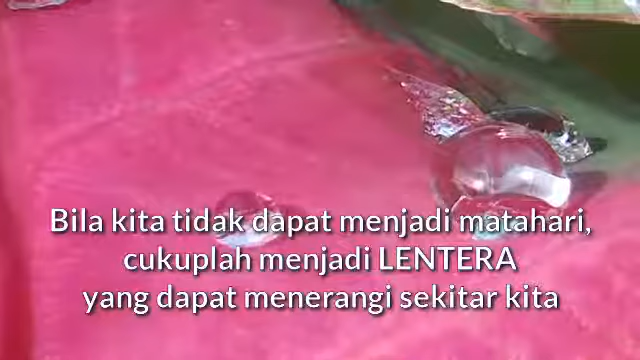 Bila kita tidak dapat menjadi matahari,
cukuplah menjadi LENTERA
yang dapat menerangi sekitar kita